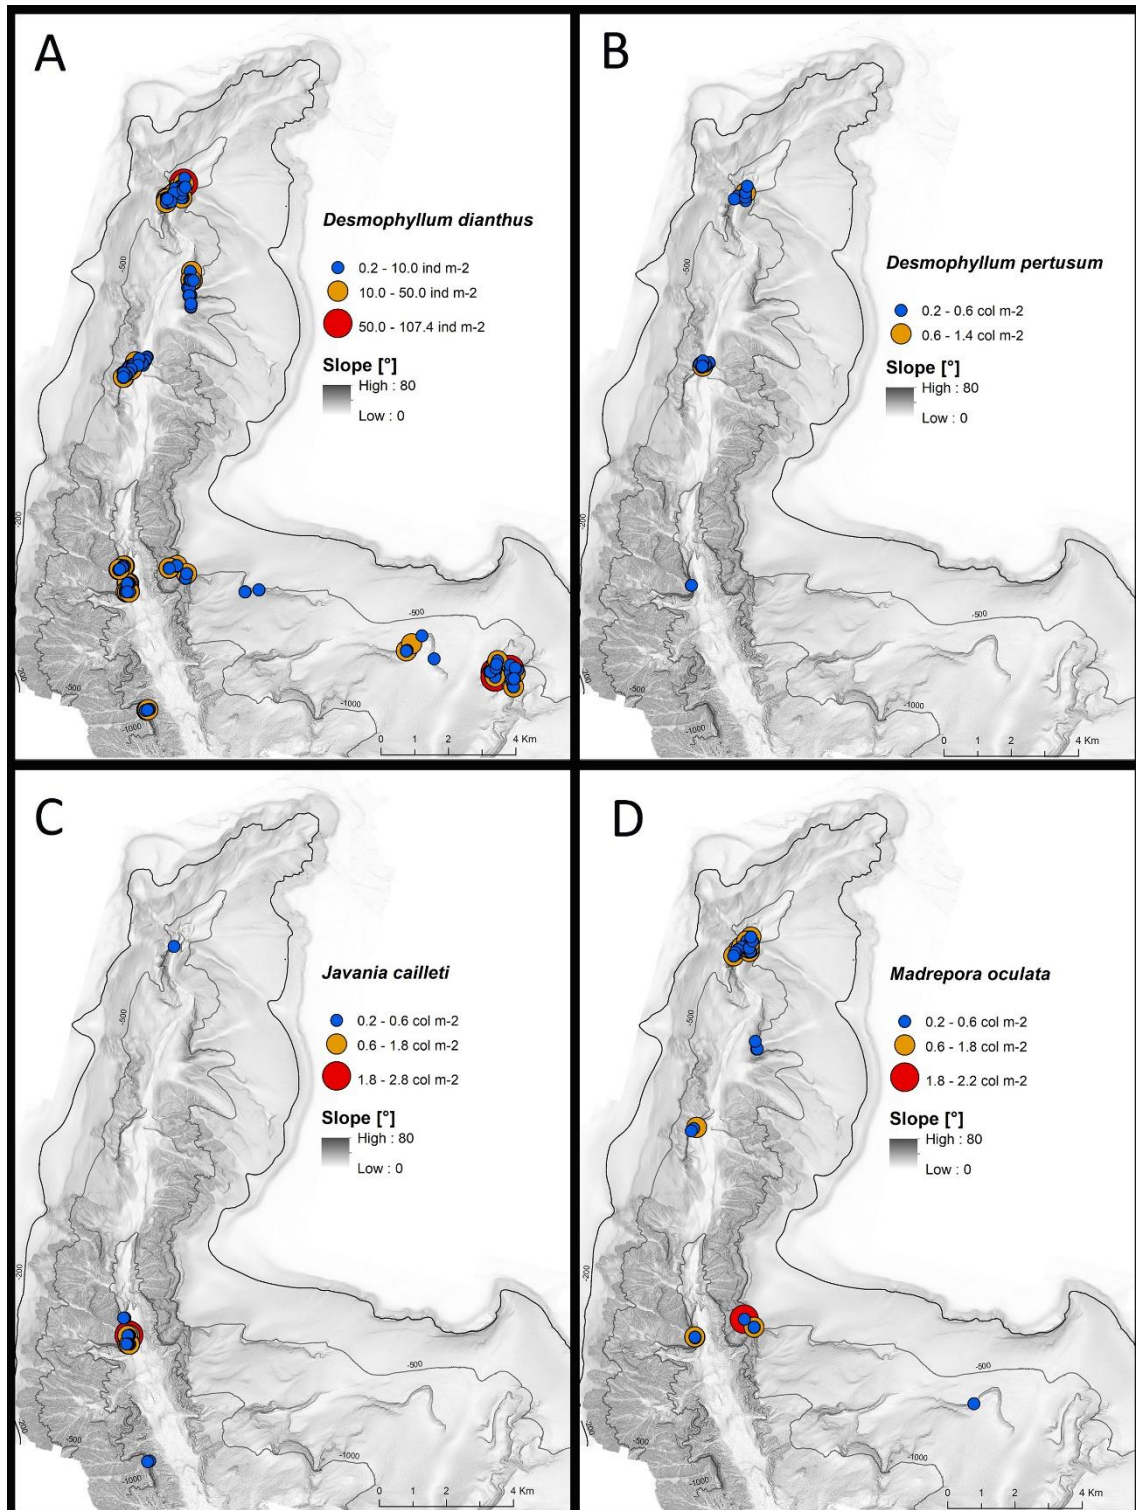 A
Desmophyllum dianthus
0.2 - 10.0 ind m-2
10.0 - 50.0 ind m-2
50.0 - 107.4 ind m-2
Slope [°]
High : 80
Low : 0
-500
-200
-500
-200
-500
-1000
-1000
0 1 2 4 Km
B
Desmophyllum pertusum
0.2 - 0.6 col m-2
0.6 - 1.4 col m-2
Slope [°]
High : 80
Low : 0
-500
-200
-500
-200
-500
-1000
-1000
0 1 2 4 Km
C
Javania cailleti
0.2 - 0.6 col m-2
0.6 - 1.8 col m-2
1.8 - 2.8 col m-2
Slope [°]
High : 80
Low : 0
-500
-200
-500
-200
-500
-1000
-1000
0 1 2 4 Km
D
Madrepora oculata
0.2 - 0.6 col m-2
0.6 - 1.8 col m-2
1.8 - 2.2 col m-2
Slope [°]
High : 80
Low : 0
-500
-200
-500
-200
-500
-1000
-1000
0 1 2 4 Km